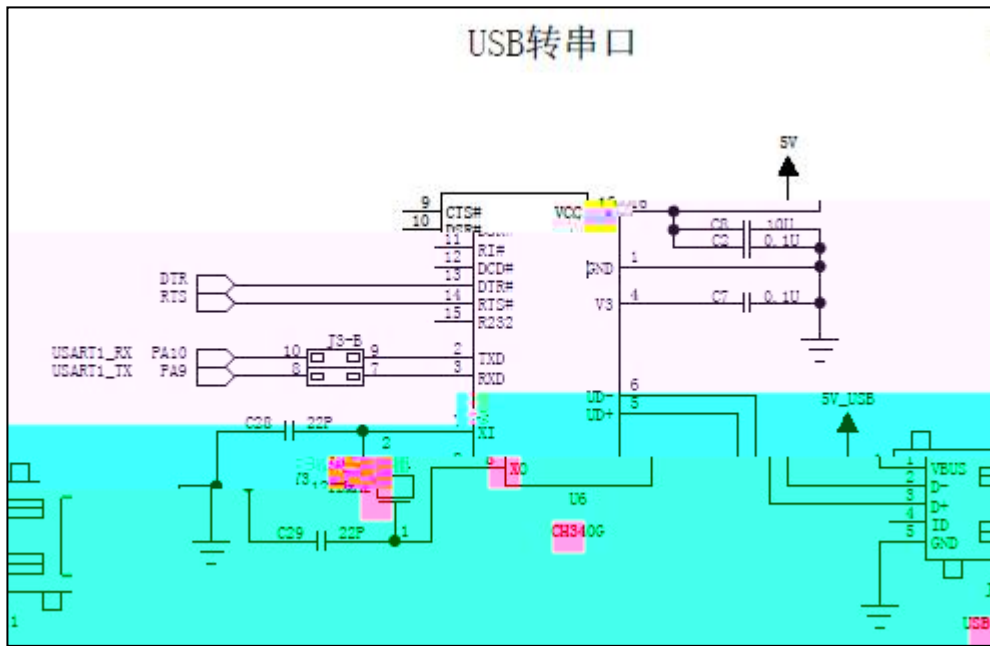 USB转串口
5V
9 CTS# VCC
10 DSR#
C8 10U
11 RI# C2 0.1U
12 DCD# GND 1
DTR 13 DTR#
RTS 14 RTS# V3 4 C7 0.1U
15 R232
J3-B
USART1_RX PA10 10 9 2 TXD
USART1_TX PA9 8 7 3 RXD
UD- 6
UD+ 5 5V_USB
C28 22P XI
2
XO 1 VBUS
2 D-
U6 3 D+
4 ID
C29 22P 1 CH340G 5 GND
1 USB